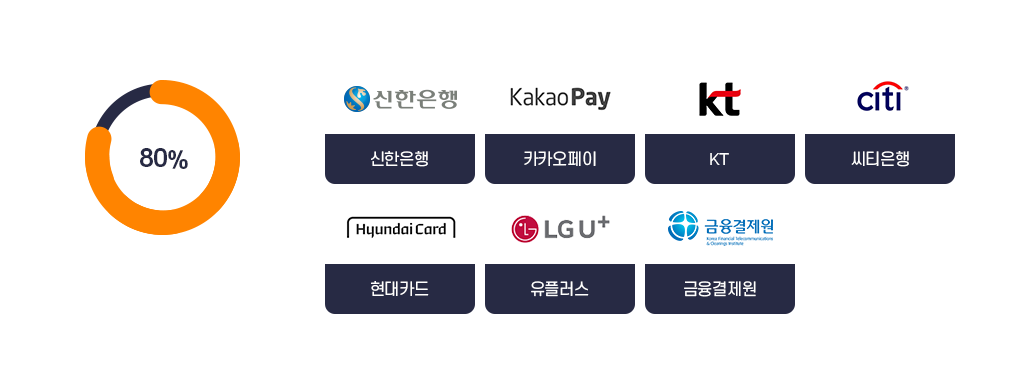 80%
신한은행
Kakao Pay
kt
citi®
신한은행
카카오페이
KT
씨티은행
Hyundai Card
LG U+
금융결제원
Korea Financial Telecommunications
& Clearings Institute
현대카드
유플러스
금융결제원